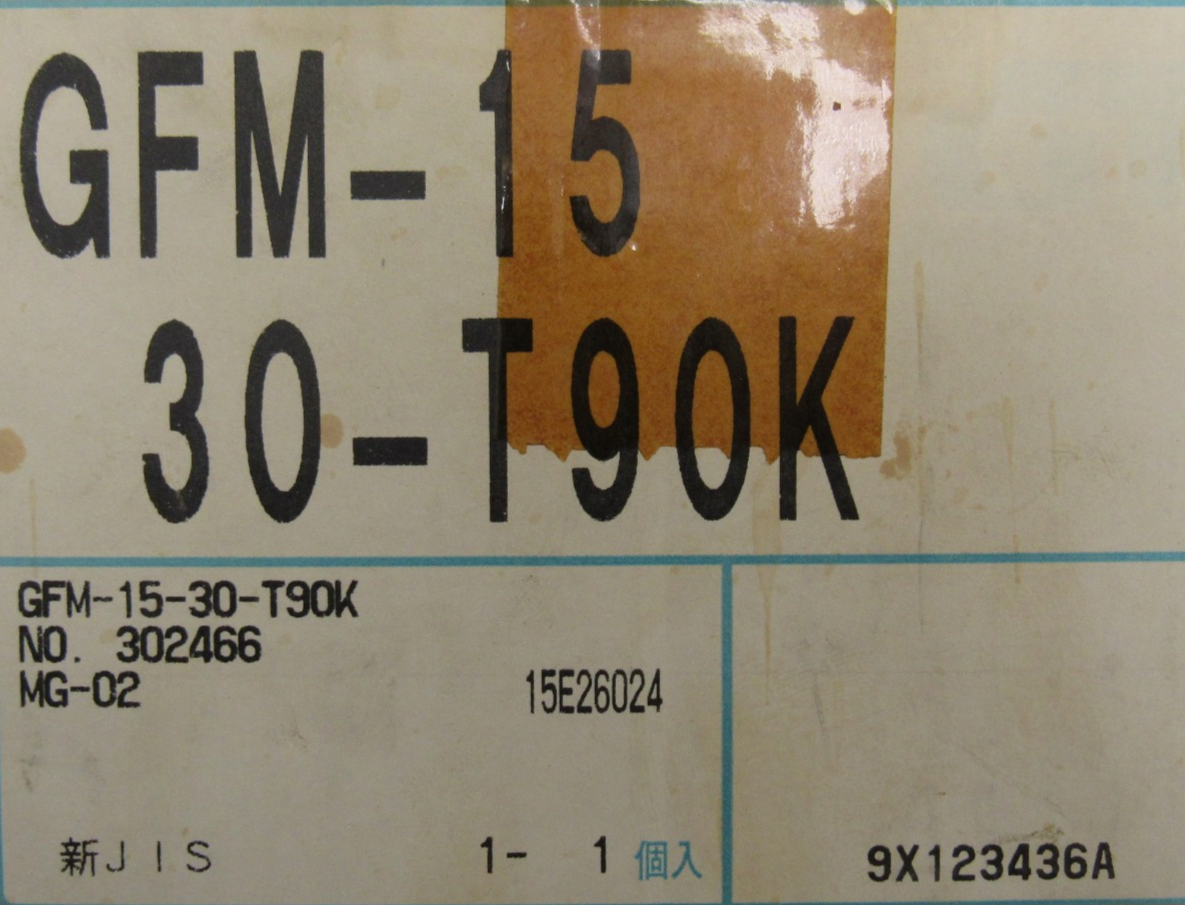 GFM-15
30-T90K
GFM-15-30-T90K
NO. 302466
MG-02 15E26024
新JIS 1- 1 個入
9X123436A